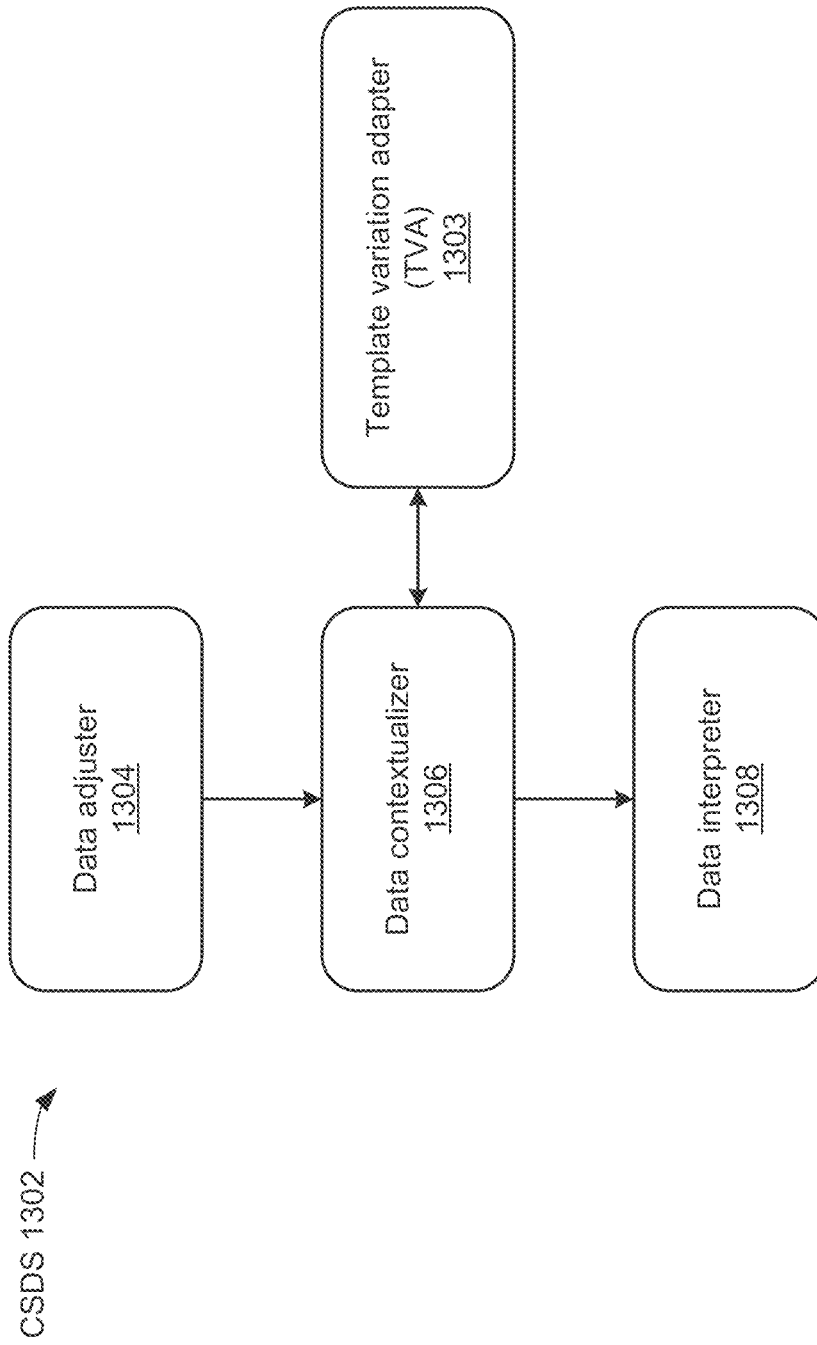 CSDS 1302
Data adjuster
1304
Data contextualizer
1306
Template variation adapter
(TVA)
1303
Data interpreter
1308